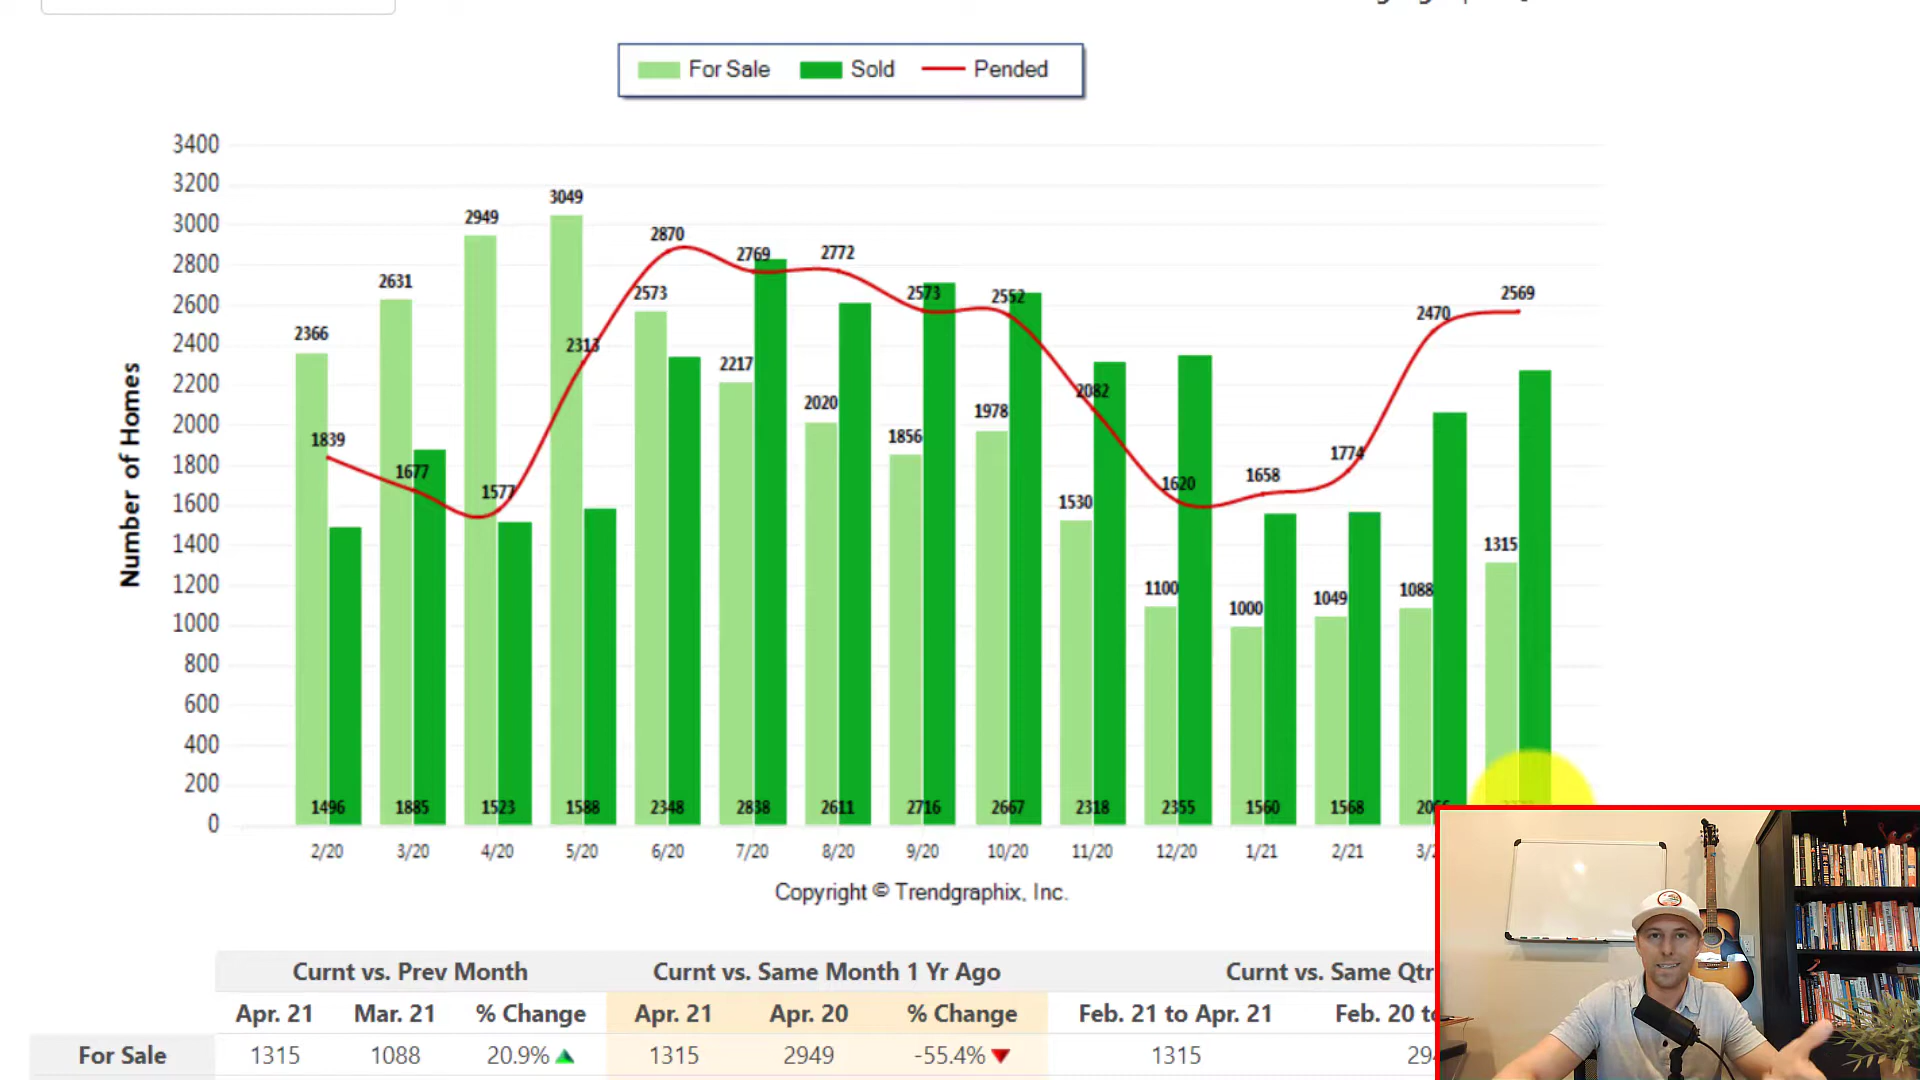 For Sale Sold Pended
3400
3200
3000
2800
2600
2400
2200
2000
1800
1600
1400
1200
1000
800
600
400
200
0
Number of Homes
2366 2631 2949 3049 2573 2217 2020 1856 1978 1530 1100 1000 1049 1088 1315
1839 1677 1577 2313 2870 2769 2772 2573 2552 2082 1620 1658 1774 2470 2569
1496 1885 1523 1588 2348 2838 2611 2716 2667 2318 2355 1560 1568
2/20 3/20 4/20 5/20 6/20 7/20 8/20 9/20 10/20 11/20 12/20 1/21 2/21
Copyright © Trendgraphix, Inc.
Curnt vs. Prev Month Curnt vs. Same Month 1 Yr Ago Curnt vs. Same Qtr
Apr. 21 Mar. 21 % Change Apr. 21 Apr. 20 % Change Feb. 21 to Apr. 21 Feb. 20
For Sale 1315 1088 20.9% 1315 2949 -55.4% 1315